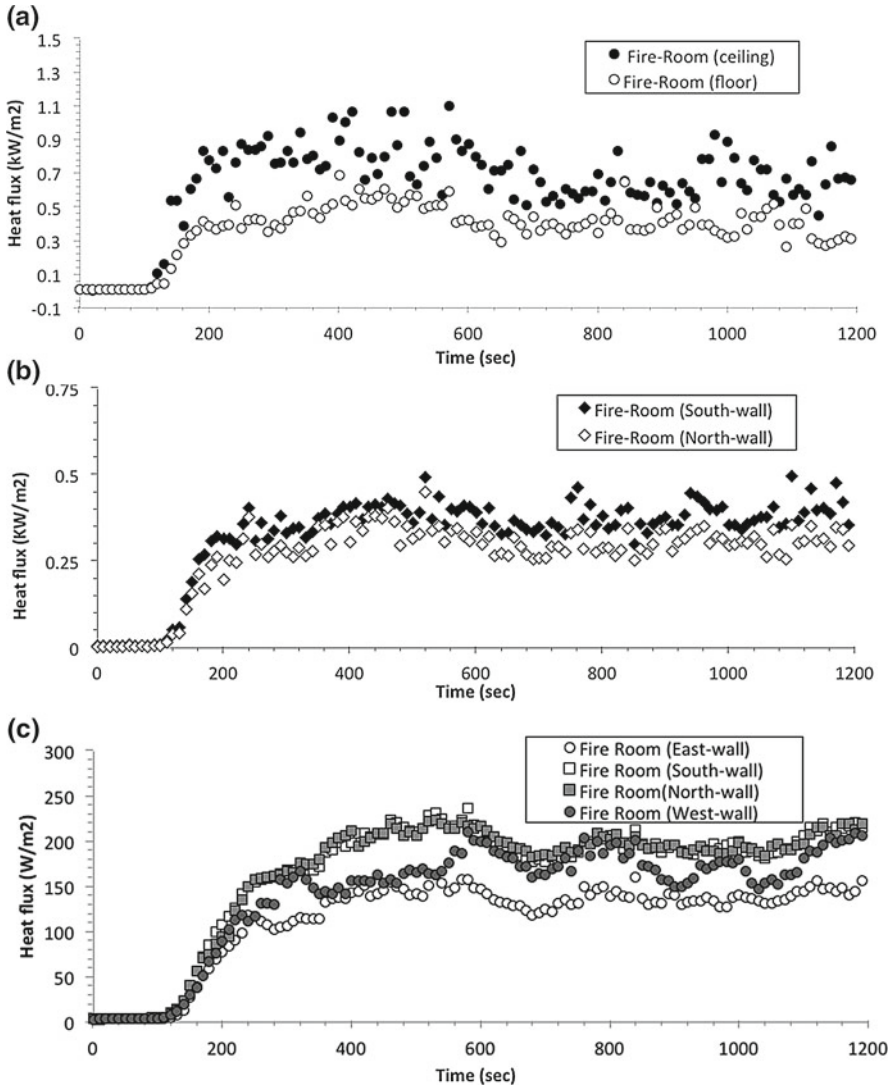 (a)
1.5
1.3
1.1
0.9
0.7
0.5
0.3
0.1
-0.1
Heat flux (kW/m2)
Fire-Room (ceiling)
Fire-Room (floor)
0 200 400 600 800 1000 1200
Time (sec)
(b)
0.75
0.5
0.25
0
Heat flux (KW/m2)
Fire-Room (South-wall)
Fire-Room (North-wall)
0 200 400 600 800 1000 1200
Time (sec)
(c)
300
250
200
150
100
50
0
Heat flux (W/m2)
Fire Room (East-wall)
Fire Room (South-wall)
Fire Room(North-wall)
Fire Room (West-wall)
0 200 400 600 800 1000 1200
Time (sec)